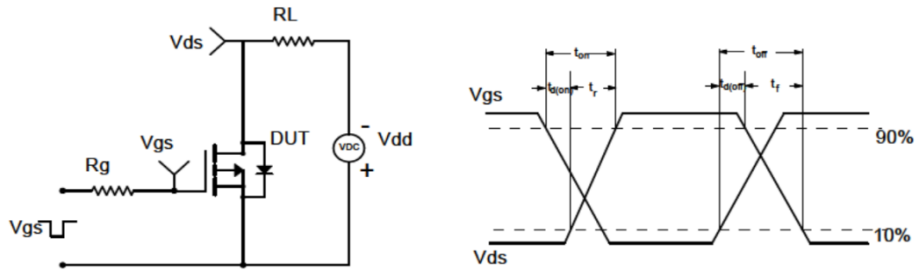 RL
Vds
DUT
-
VDC
Vdd
+
Vgs
Rg
Vgs
ton
toff
td(on)
tr
td(off)
tf
Vgs
90%
10%
Vds